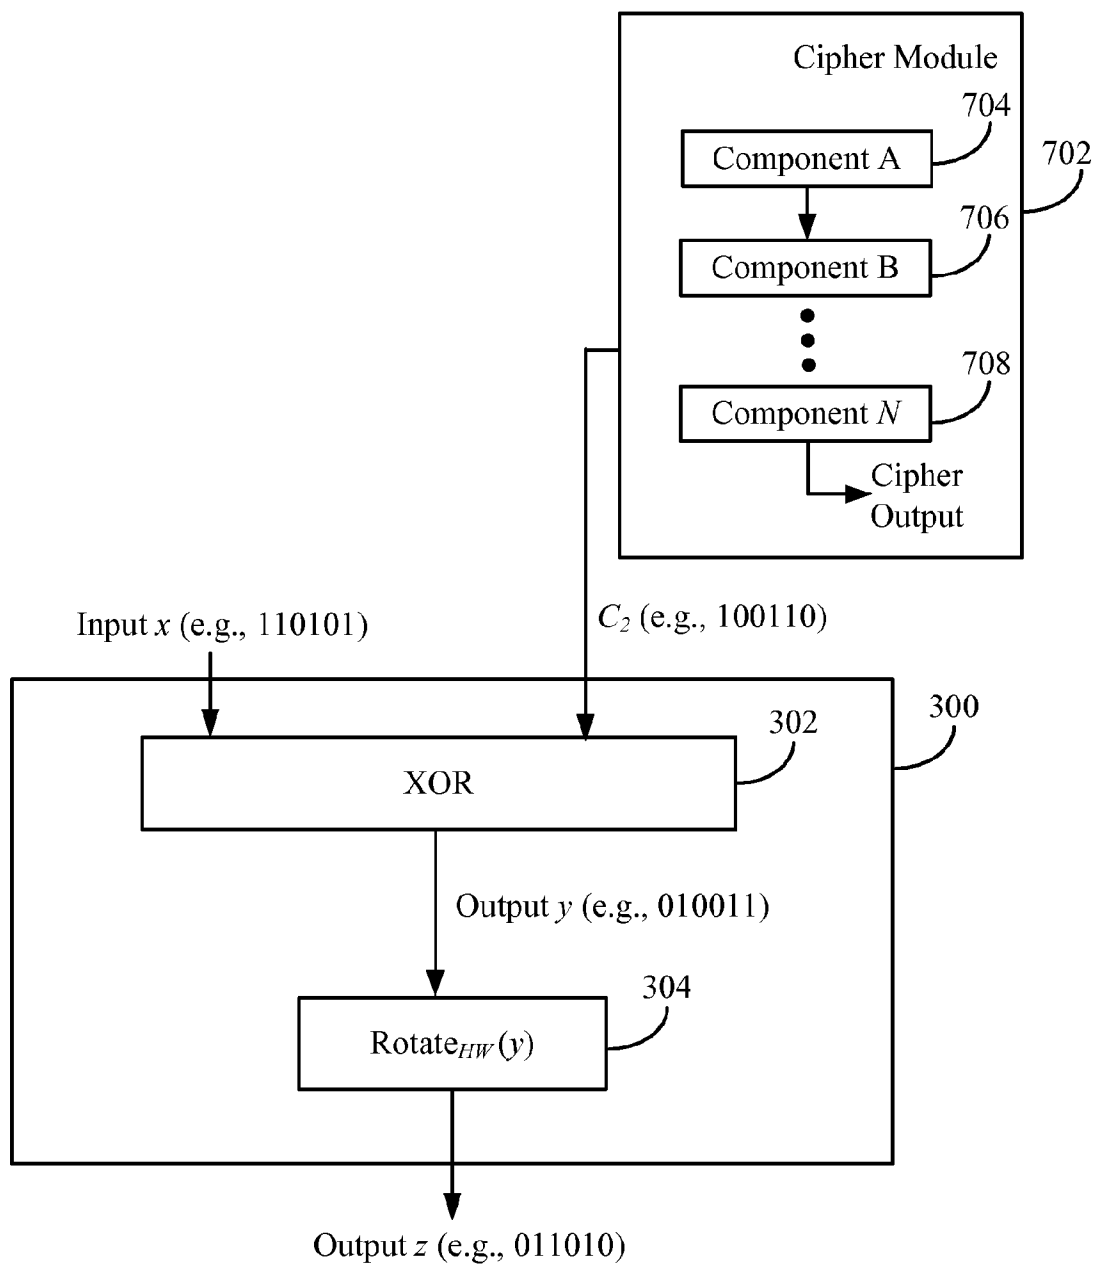 Cipher Module
704
Component A
702
706
Component B
708
Component N
Cipher
Output
Input x (e.g., 110101)
C2 (e.g., 100110)
300
302
XOR
Output y (e.g., 010011)
304
RotateHW(y)
Output z (e.g., 011010)